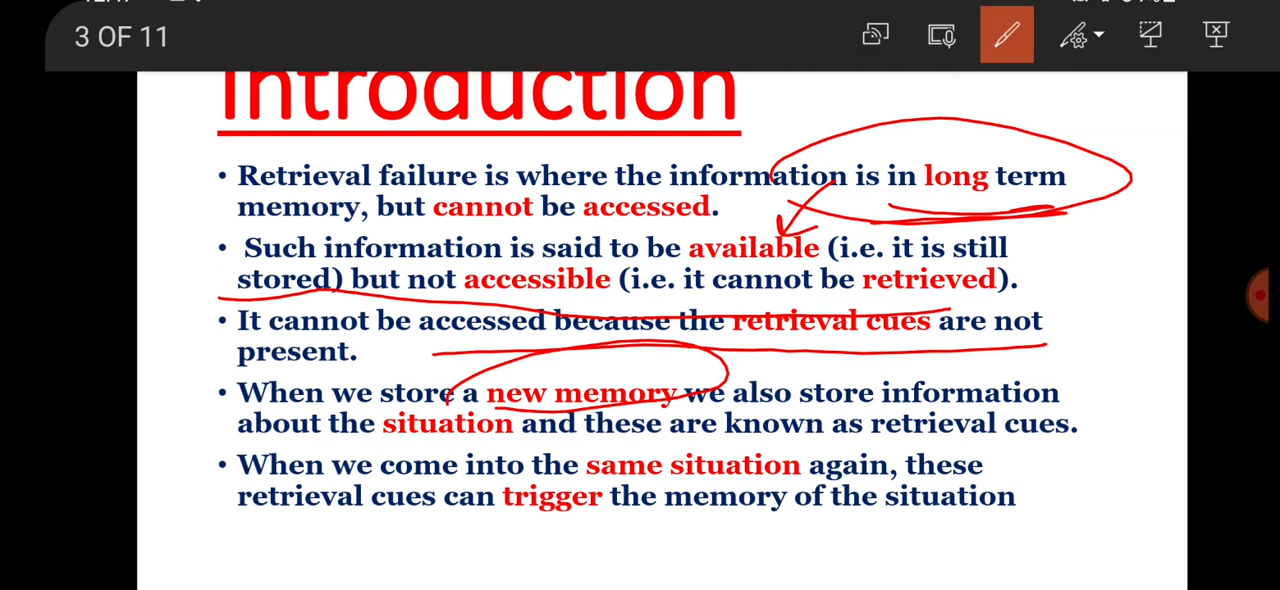 3 OF 11
Introduction
• Retrieval failure is where the information is in long term
memory, but cannot be accessed.
• Such information is said to be available (i.e. it is still
stored) but not accessible (i.e. it cannot be retrieved).
• It cannot be accessed because the retrieval cues are not
present.
• When we store a new memory we also store information
about the situation and these are known as retrieval cues.
• When we come into the same situation again, these
retrieval cues can trigger the memory of the situation